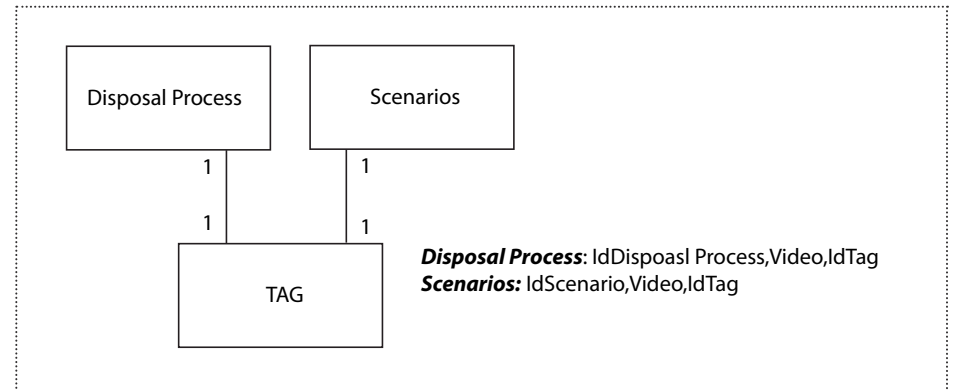 Disposal Process
Scenarios
1
1
1
1
TAG
Disposal Process: IdDispoasl Process,Video,IdTag
Scenarios: IdScenario,Video,IdTag